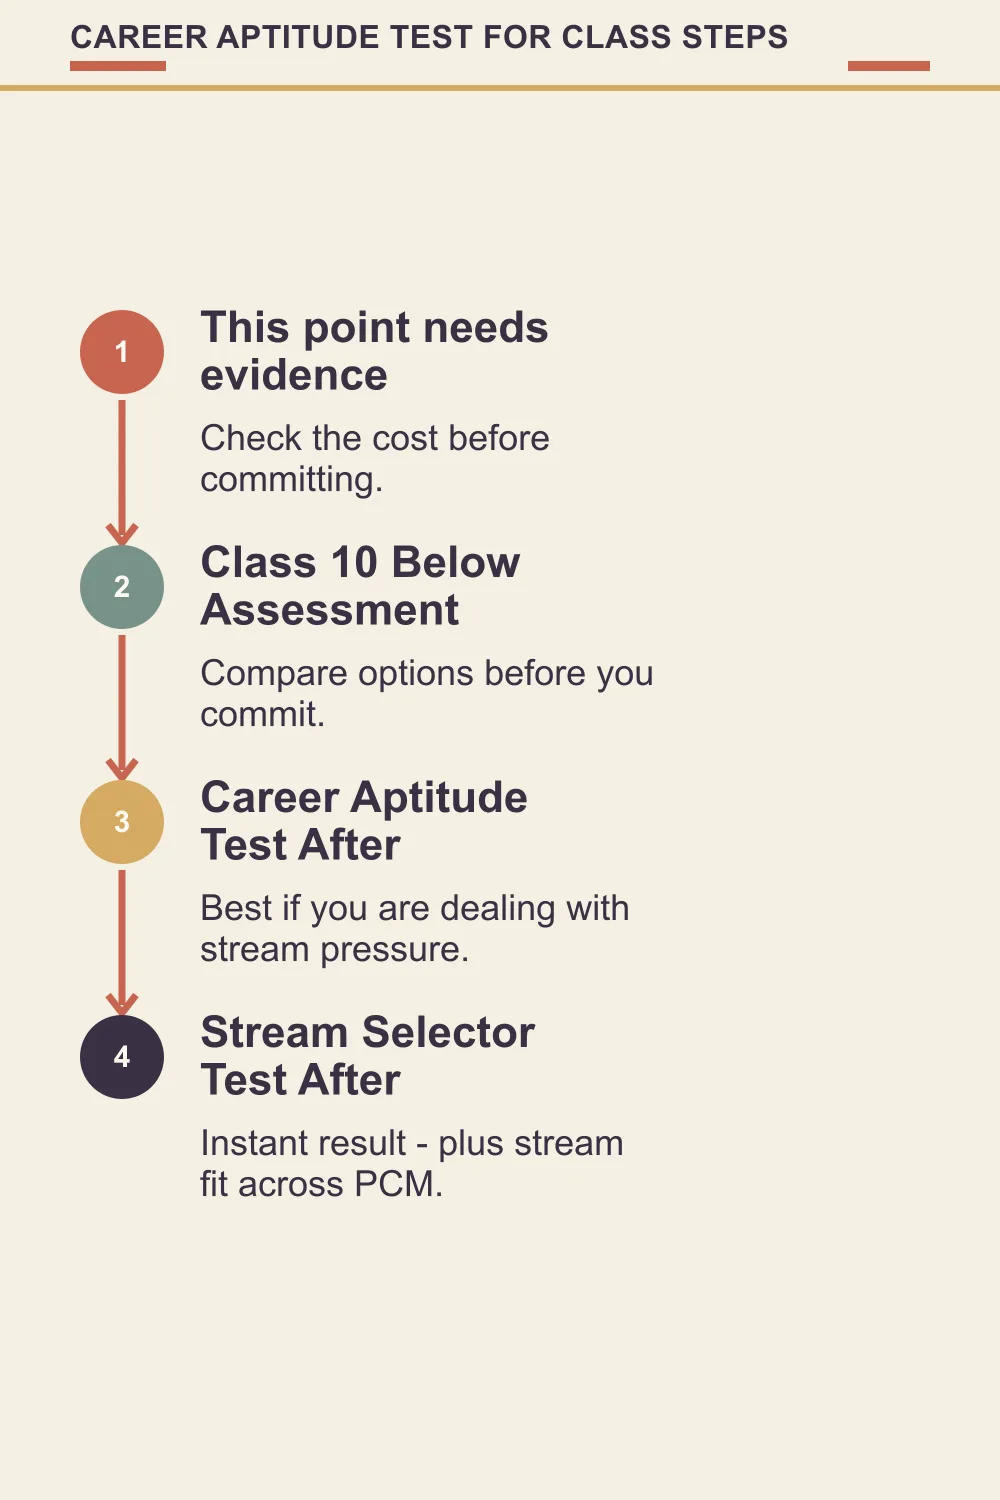 CAREER APTITUDE TEST FOR CLASS STEPS
1
This point needs
evidence
Check the cost before
committing.
2
Class 10 Below
Assessment
Compare options before you
commit.
3
Career Aptitude
Test After
Best if you are dealing with
stream pressure.
4
Stream Selector
Test After
Instant result - plus stream
fit across PCM.